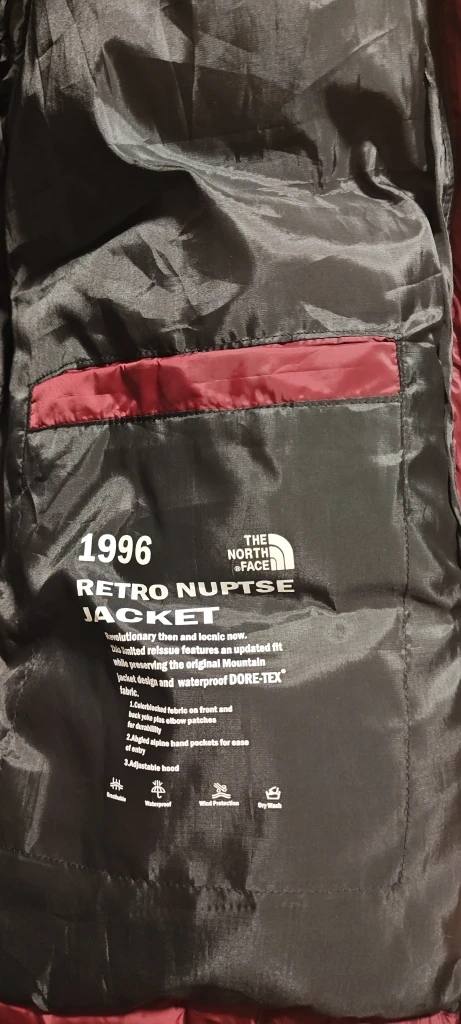 1996
THE
NORTH
®FACE
RETRO NUPTSE
JACKET
Revolutionary then and iocnic now.
This limited reissue features an updated fit
while preserving the original Mountain
jacket design and waterproof DORE-TEX®
fabric.
1.Colorblocked fabric on front and
back yoke plus elbow patches
for durability
2.Abgled alpine hand pockets for ease
of entry
3.Adjustable hood
Breathable
Waterproof
Wind Protection
Dry Wash